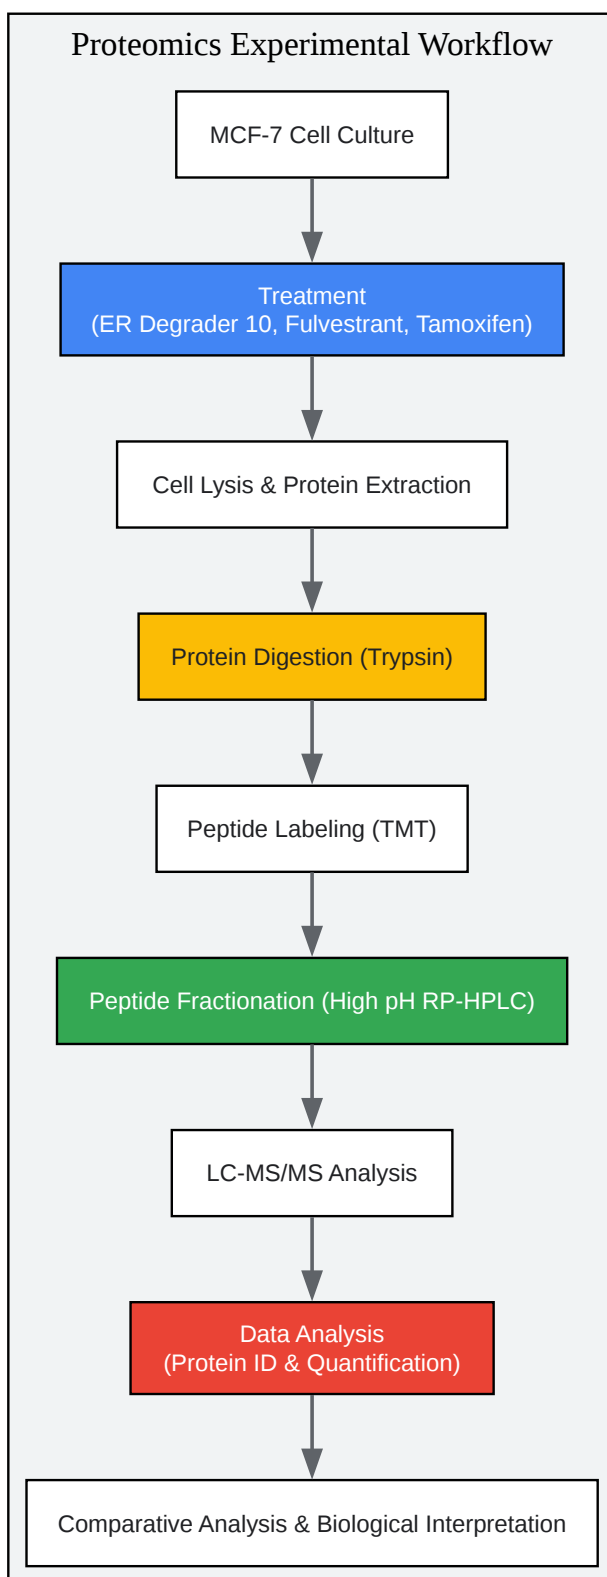 Proteomics Experimental Workflow
MCF-7 Cell Culture
Treatment
(ER Degrader 10, Fulvestrant, Tamoxifen)
Cell Lysis & Protein Extraction
Protein Digestion (Trypsin)
Peptide Labeling (TMT)
Peptide Fractionation (High pH RP-HPLC)
LC-MS/MS Analysis
Data Analysis
(Protein ID & Quantification)
Comparative Analysis & Biological Interpretation